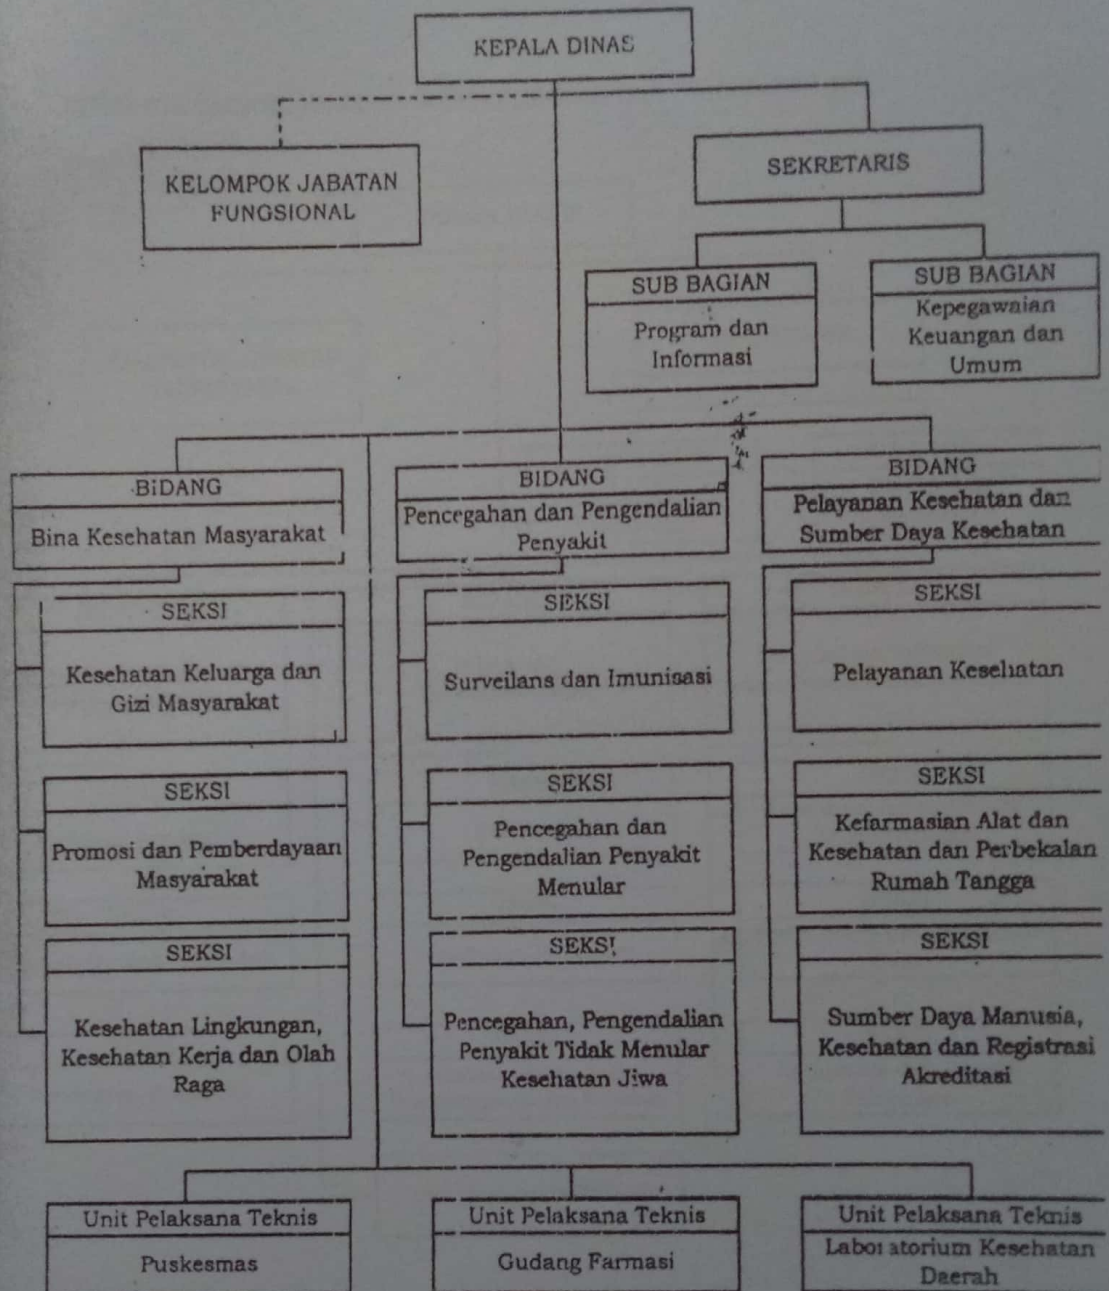 KEPALA DINAS
KELOMPOK JABATAN
FUNGSIONAL
SEKRETARIS
SUB BAGIAN
Program dan
Informasi
SUB BAGIAN
Kepegawaian
Keuangan dan
Umum
BIDANG
Bina Kesehatan Masyarakat
BIDANG
Pencegahan dan Pengendalian
Penyakit
BIDANG
Pelayanan Kesehatan dan
Sumber Daya Kesehatan
SEKSI
Kesehatan Keluarga dan
Gizi Masyarakat
SEKSI
Surveilans dan Imunisasi
SEKSI
Pelayanan Kesehatan
SEKSI
Promosi dan Pemberdayaan
Masyarakat
SEKSI
Pencegahan dan
Pengendalian Penyakit
Menular
SEKSI
Kefarmasian Alat dan
Kesehatan dan Perbekalan
Rumah Tangga
SEKSI
Kesehatan Lingkungan,
Kesehatan Kerja dan Olah
Raga
SEKSI
Pencegahan, Pengendalian
Penyakit Tidak Menular
Kesehatan Jiwa
SEKSI
Sumber Daya Manusia,
Kesehatan dan Registrasi
Akreditasi
Unit Pelaksana Teknis
Puskesmas
Unit Pelaksana Teknis
Gudang Farmasi
Unit Pelaksana Teknis
Laboratorium Kesehatan
Daerah